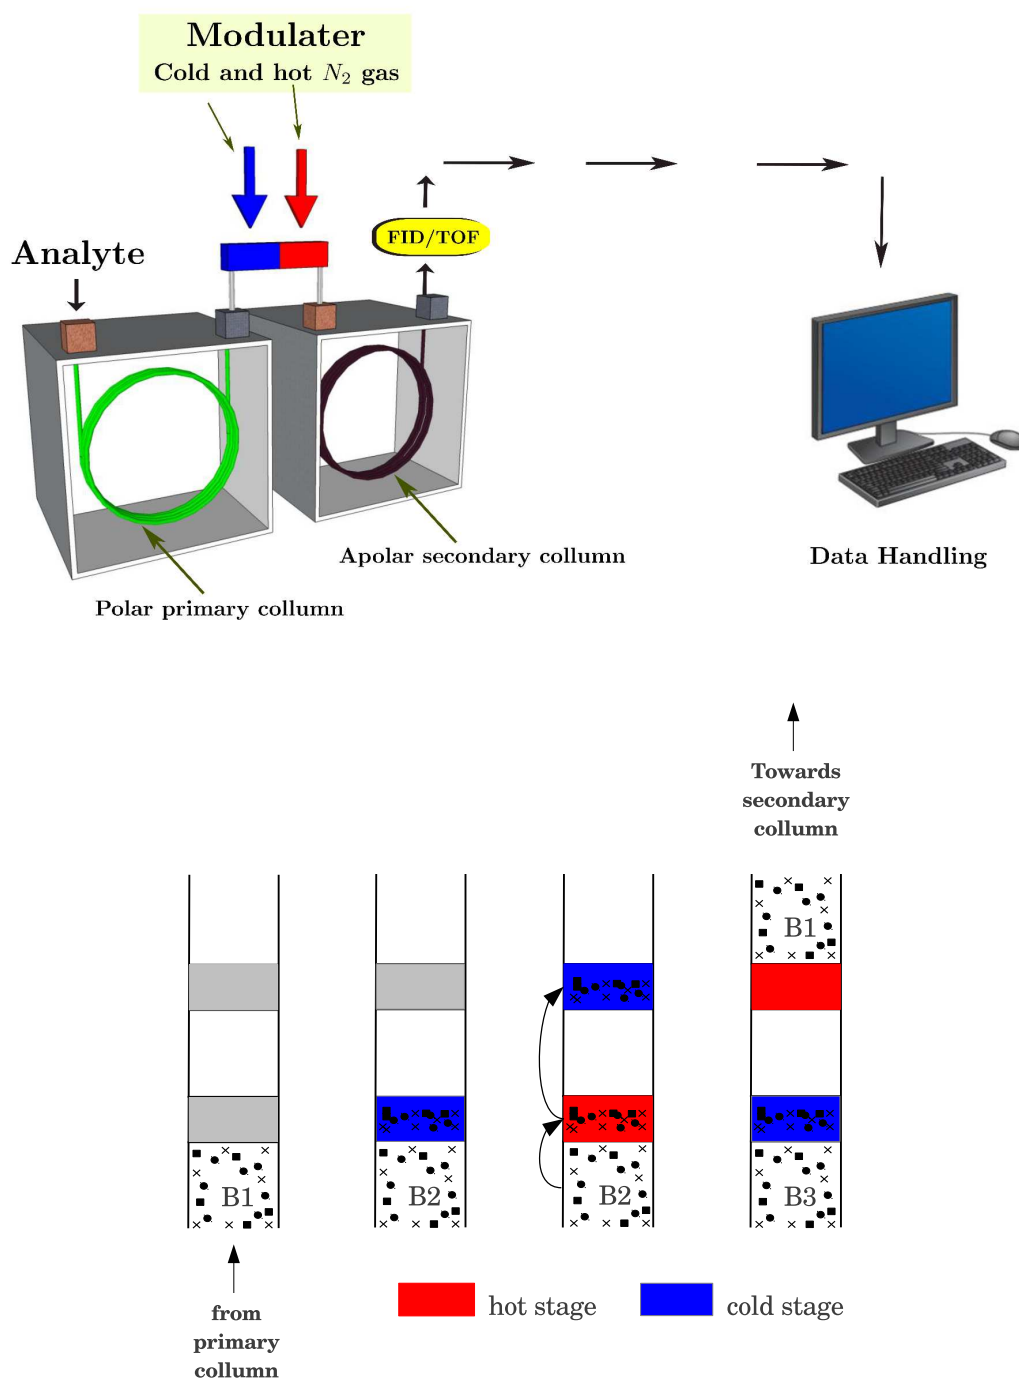 Modulater
Cold and hot N₂ gas
FID/TOF
Analyte
Apolar secondary collumn
Data Handling
Polar primary collumn
Towards
secondary
collumn
B1
B1
B2
B2
B3
hot stage
cold stage
from
primary
collumn